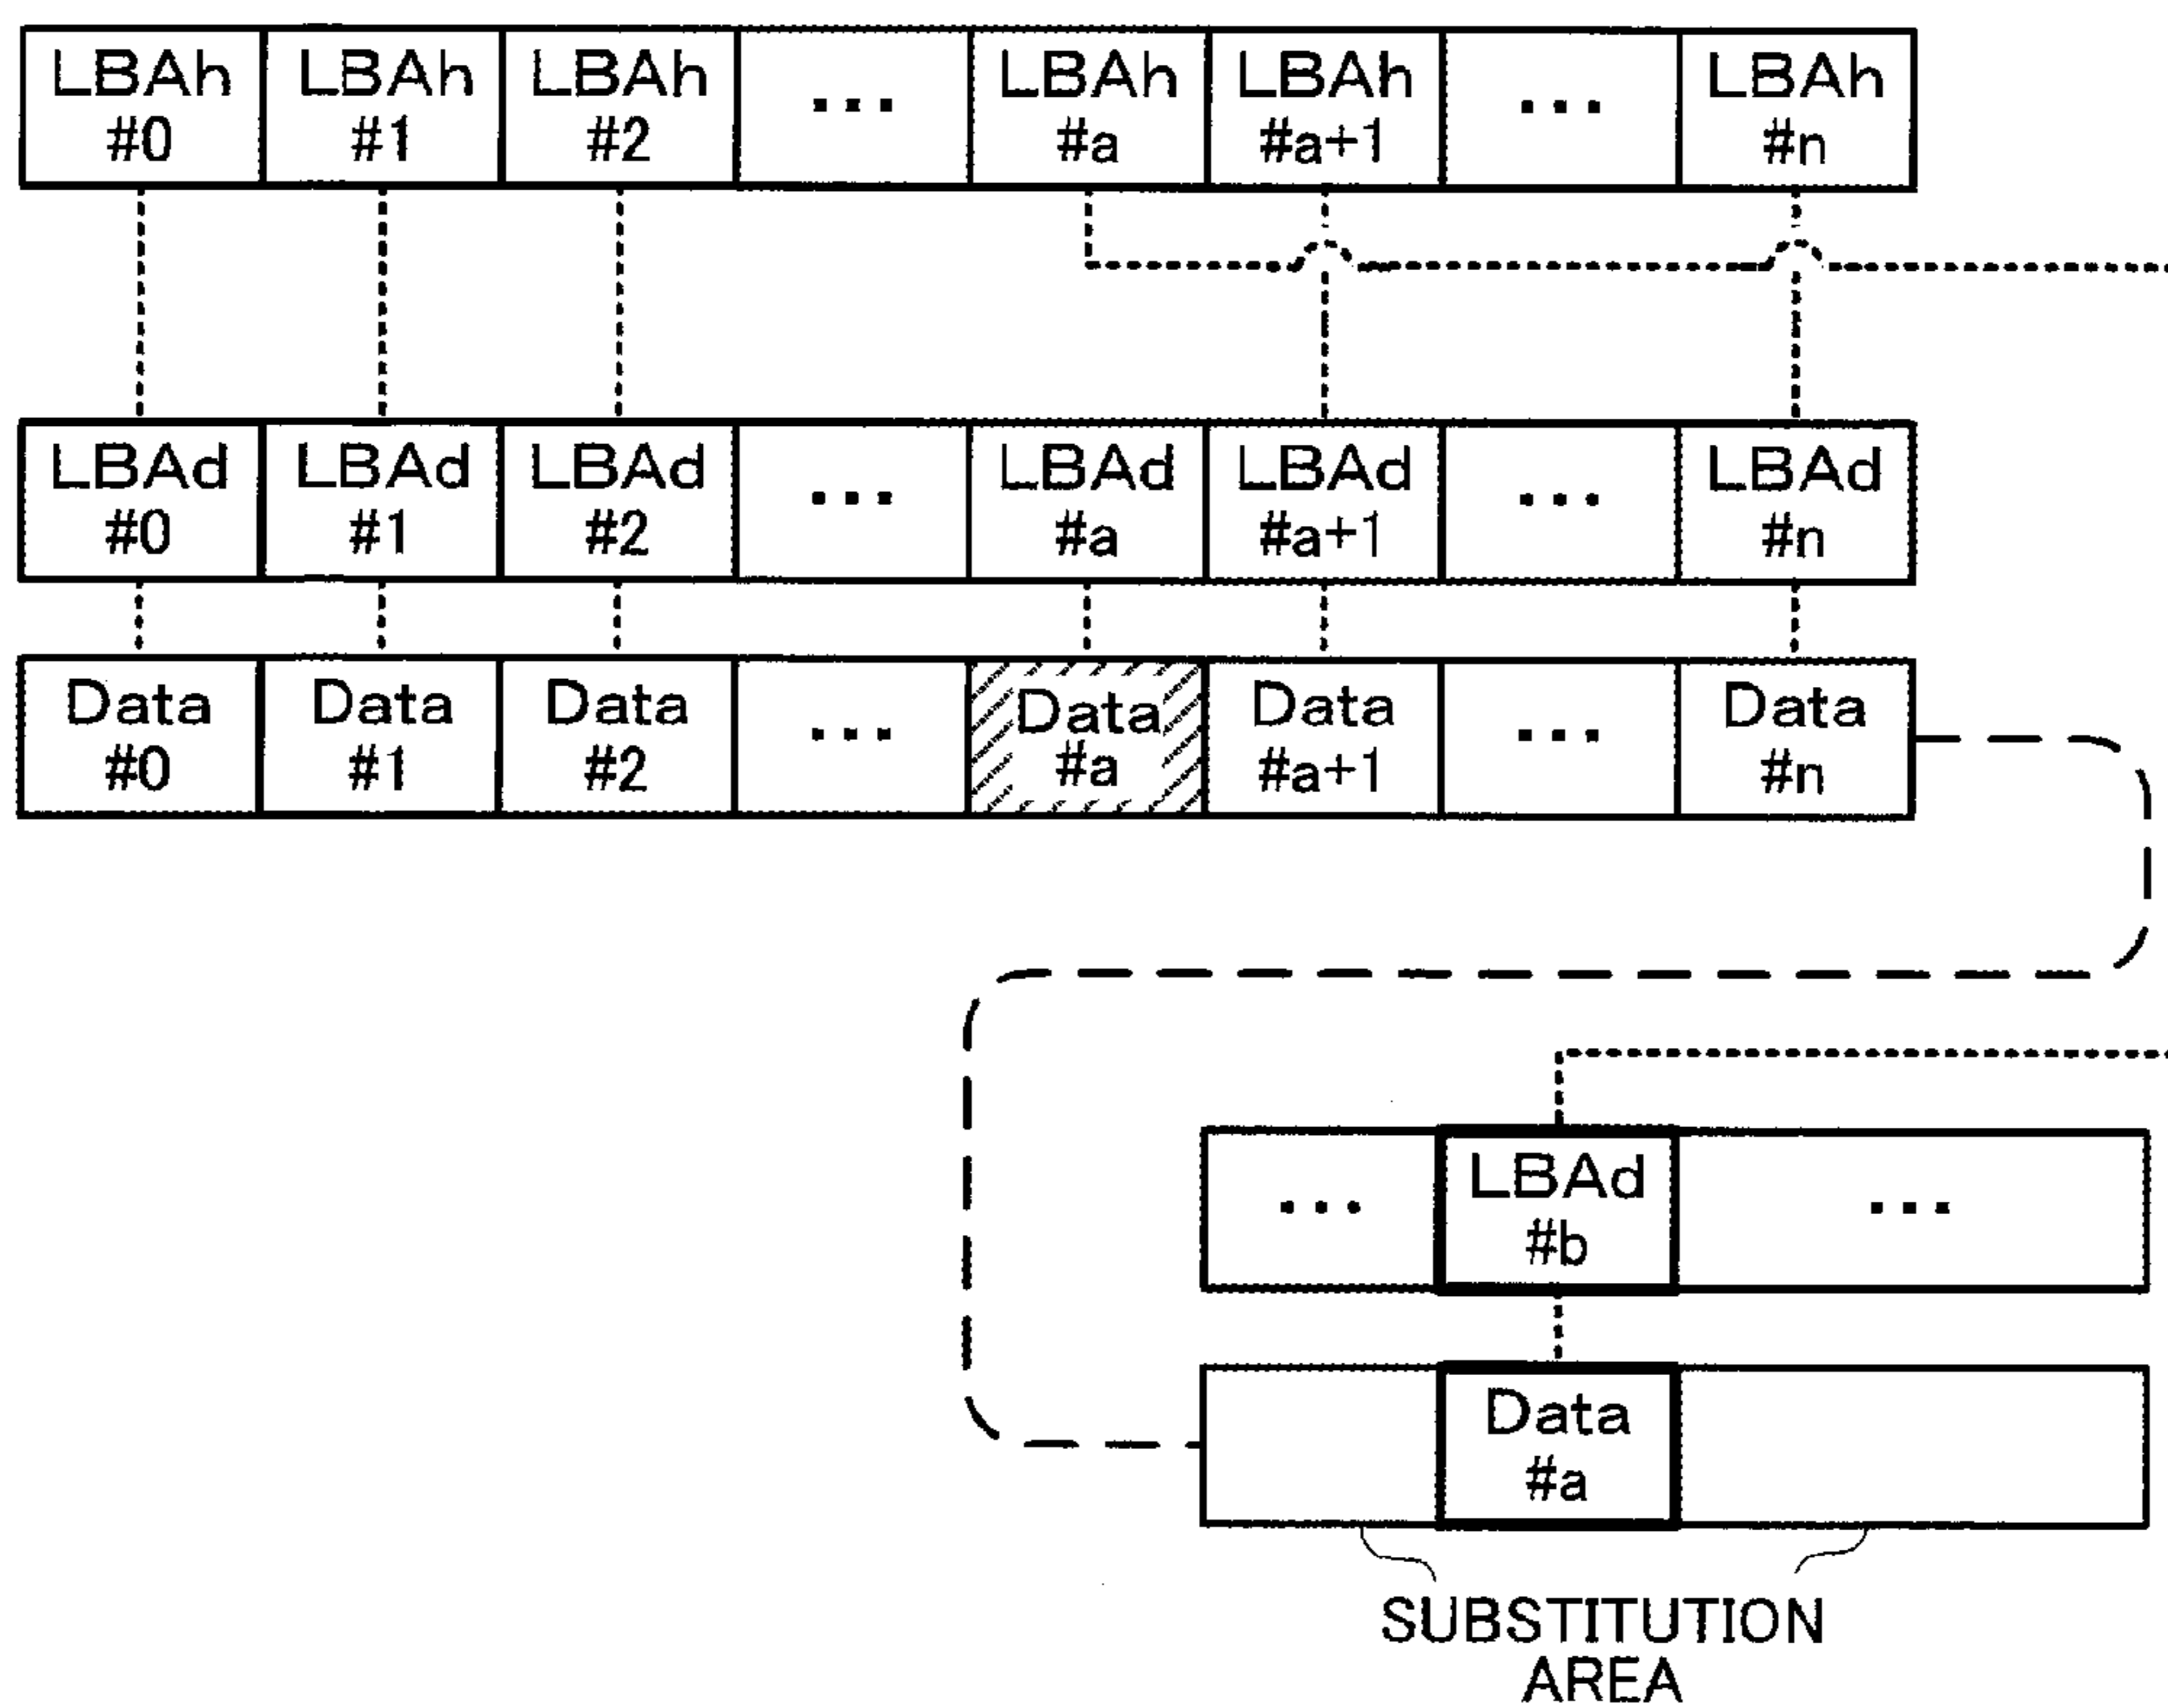 LBAh LBAh LBAh ... LBAh LBAh ... LBAh
#0 #1 #2 #a #a+1 #n
LBAd LBAd LBAd ... LBAd LBAd ... LBAd
#0 #1 #2 #a #a+1 #n
Data Data Data ... Data Data ... Data
#0 #1 #2 #a #a+1 #n
... LBAd ...
#b
Data
#a
SUBSTITUTION
AREA